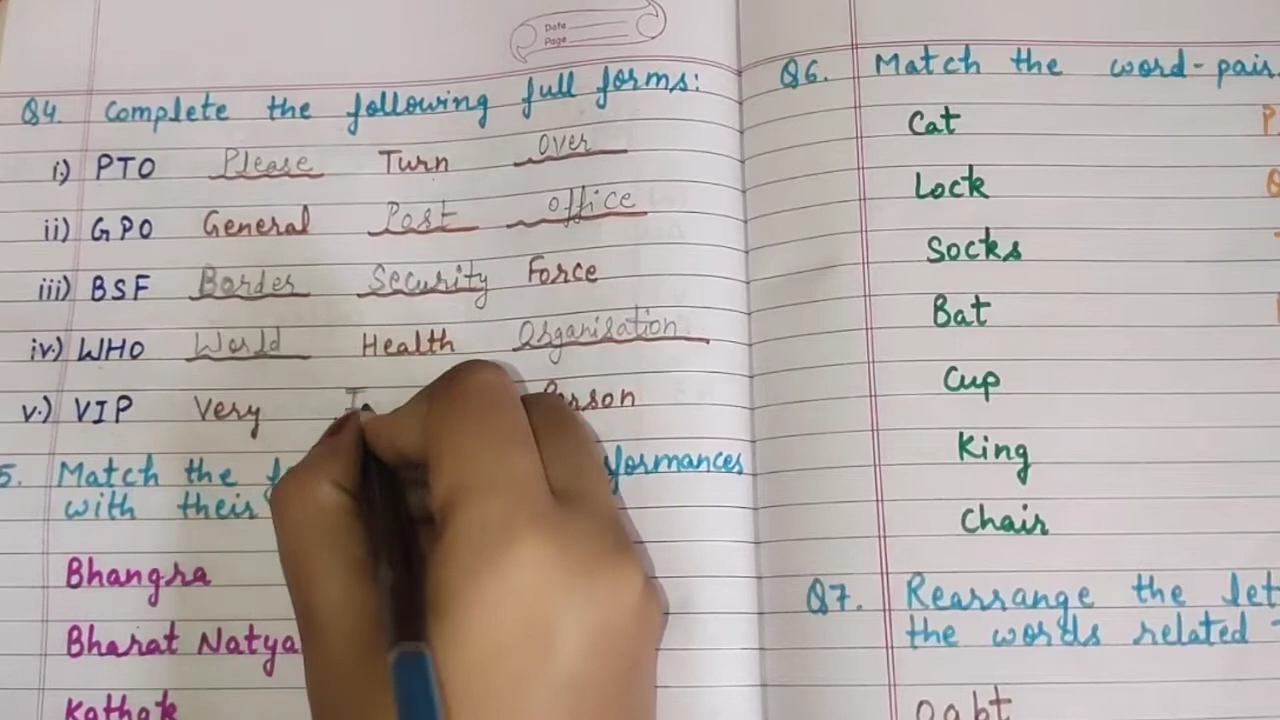 Date
Page
Q4. Complete the following full forms:
i.) PTO Please Turn Over
ii) GPO General Post Office
iii) BSF Border Security Force
iv.) WHO World Health Organisation
v.) VIP Very I Person
5. Match the formances
with their
Bhangra
Bharat Natya
Kathak
Q6. Match the word-pair.
Cat P
Lock
Socks
Bat
Cup
King
Chair
Q7. Rearrange the let
the words related
oabt